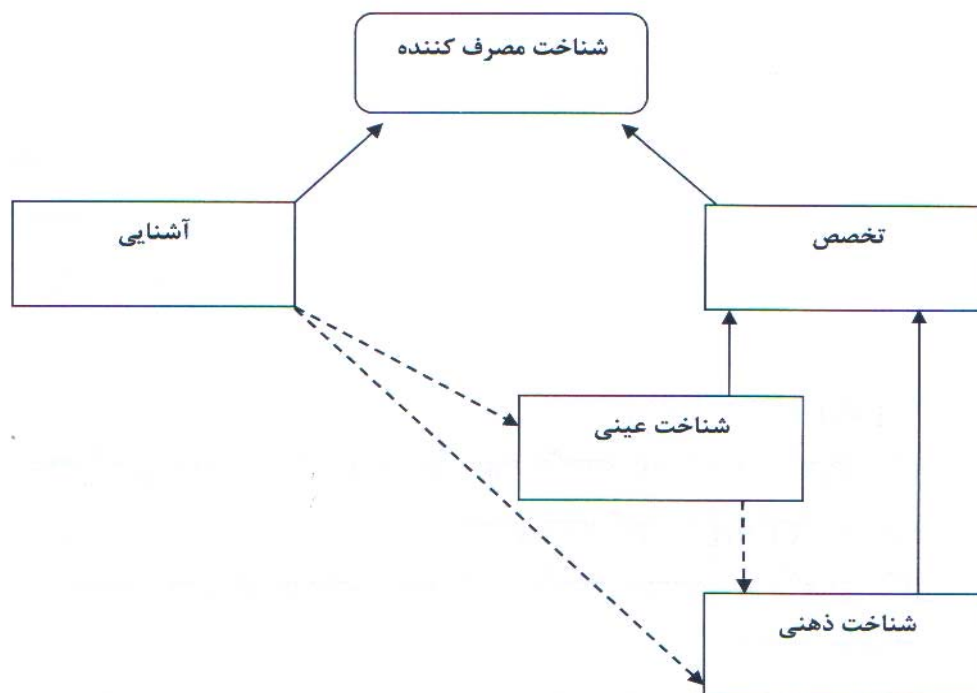 شناخت مصرف کننده
آشنایی
تخصص
شناخت عینی
شناخت ذهنی